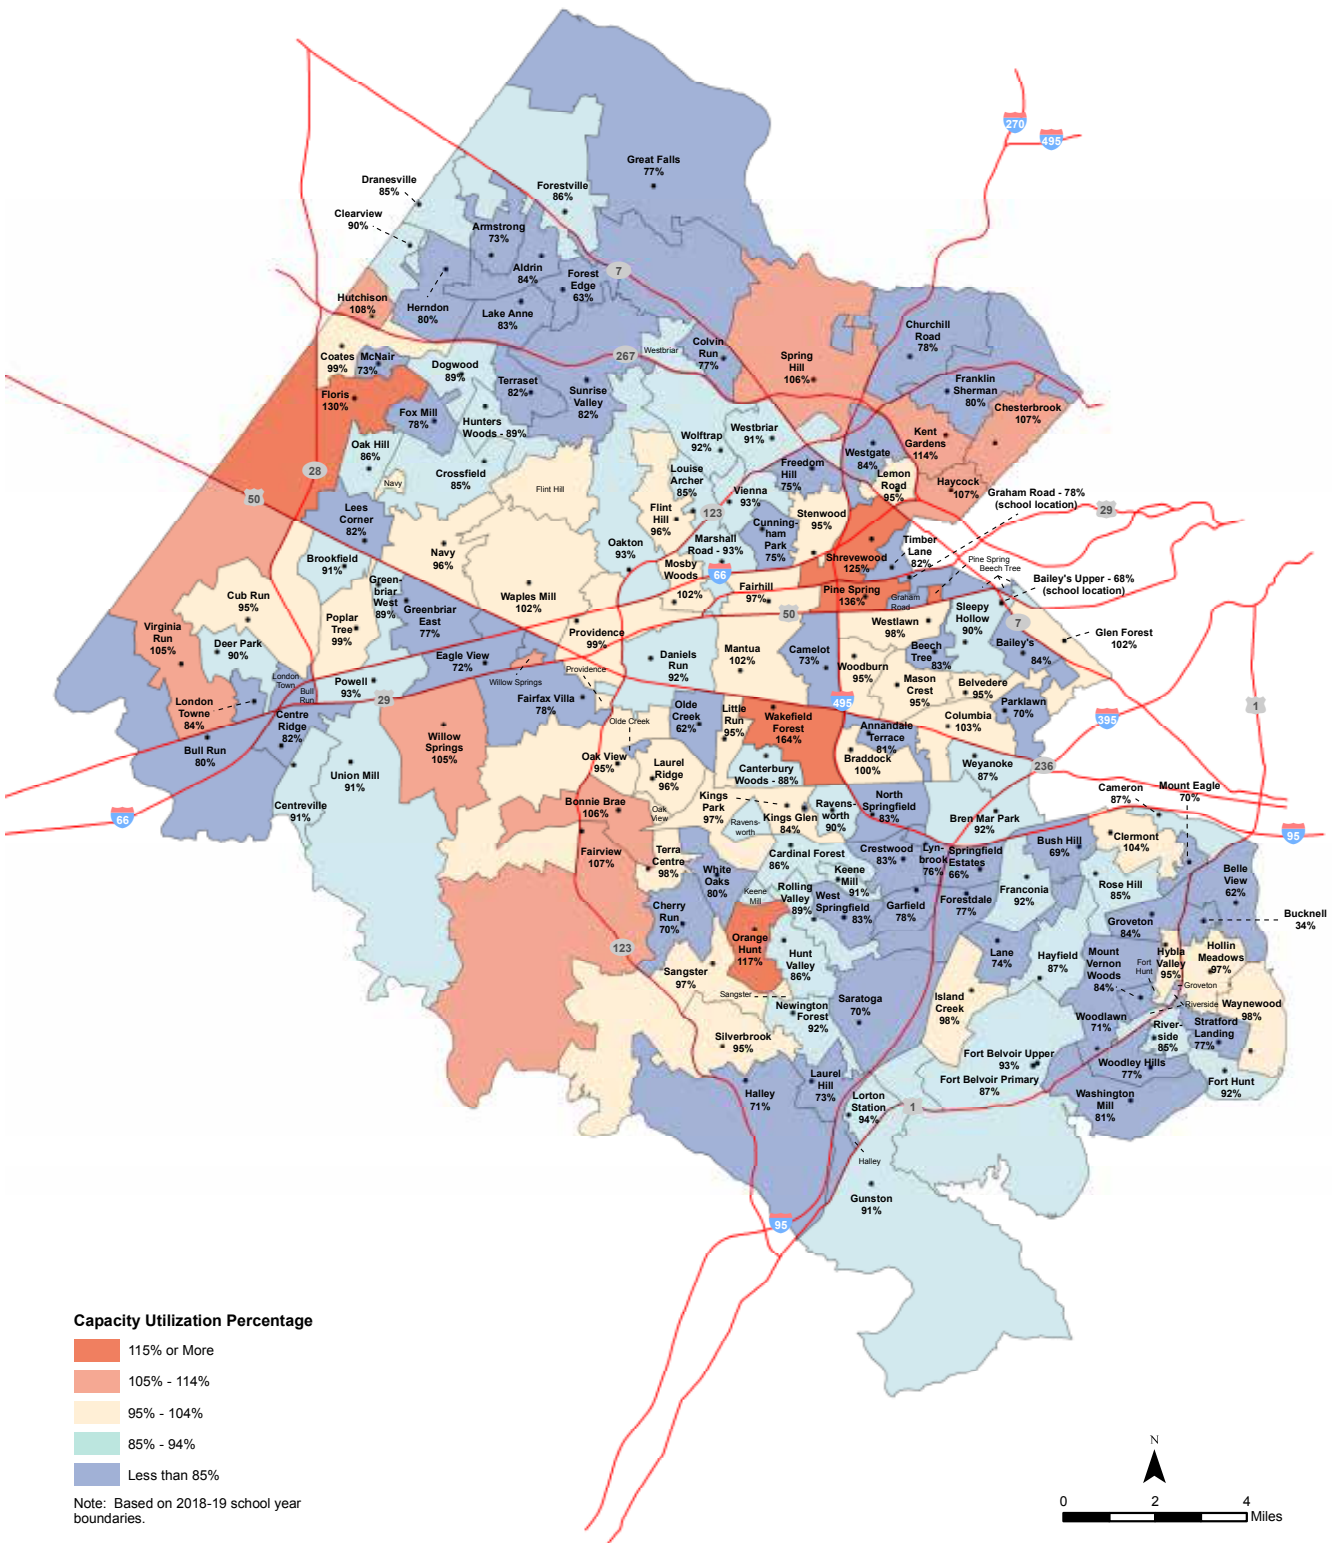 270
495
Great Falls
77%
Dranesville
85%
Forestville
86%
Clearview
90%
Armstrong
73%
Aldrin
84%
Forest
Edge
63%
7
Hutchison
108%
Herndon
80%
Lake Anne
83%
Churchill
Road
78%
Coates
99%
McNair
73%
Dogwood
89%
267
Westbriar
Colvin
Run
77%
Spring
Hill
106%
Terraset
82%
Sunrise
Valley
82%
Franklin
Sherman
80%
Floris
130%
Fox Mill
78%
Hunters
Woods - 89%
Chesterbrook
107%
Kent
Gardens
114%
Oak Hill
86%
Wolftrap
92%
Westbriar
91%
Westgate
84%
28
Navy
Crossfield
85%
Flint Hill
Louise
Archer
85%
Freedom
Hill
75%
Lemon
Road
95%
Haycock
107%
50
Vienna
93%
Graham Road - 78%
(school location)
29
Lees
Corner
82%
Flint
Hill
96%
123
Stenwood
95%
Cunning-
ham
Park
75%
Navy
96%
Oakton
93%
Marshall
Road - 93%
Timber
Lane
82%
Brookfield
91%
Mosby
Woods
102%
66
Shrevewood
125%
Pine Spring
Beech Tree
Bailey's Upper - 68%
(school location)
Green-
briar
West
89%
Cub Run
95%
Waples Mill
102%
Fairhill
97%
Pine Spring
136%
Graham
Road
Sleepy
Hollow
90%
Greenbriar
East
77%
Poplar
Tree
99%
50
Westlawn
98%
7
Virginia
Run
105%
Deer Park
90%
Providence
99%
Glen Forest
102%
Eagle View
72%
Daniels
Run
92%
Mantua
102%
Camelot
73%
Woodburn
95%
Beech
Tree
83%
Bailey's
84%
London
Town
Bull
Run
Powell
93%
29
Willow Springs
Providence
Mason
Crest
95%
Belvedere
95%
London
Towne
84%
Fairfax Villa
78%
Olde
Creek
62%
Little
Run
95%
495
Parklawn
70%
395
1
Centre
Ridge
82%
Olde Creek
Wakefield
Forest
164%
Columbia
103%
Bull Run
80%
Willow
Springs
105%
Annandale
Terrace
81%
Union Mill
91%
Oak View
95%
Laurel
Ridge
96%
Canterbury
Woods - 88%
Braddock
100%
Weyanoke
87%
236
Centreville
91%
66
Bonnie Brae
106%
Oak
View
Kings
Park
97%
Kings Glen
84%
Ravens-
worth
Ravens-
worth
90%
North
Springfield
83%
Bren Mar Park
92%
Cameron
87%
Mount Eagle
70%
95
Fairview
107%
Terra
Centre
98%
Cardinal Forest
86%
Crestwood
83%
Lyn-
brook
76%
Springfield
Estates
66%
Bush Hill
69%
Clermont
104%
White
Oaks
80%
Keene
Mill
Keene
Mill
91%
Rolling
Valley
89%
Franconia
92%
Rose Hill
85%
Belle
View
62%
Cherry
Run
70%
West
Springfield
83%
Garfield
78%
Forestdale
77%
Groveton
84%
Bucknell
34%
123
Orange
Hunt
117%
Hunt
Valley
86%
Lane
74%
Hayfield
87%
Mount
Vernon
Woods
84%
Fort
Hunt
Hybla
Valley
95%
Hollin
Meadows
97%
Sangster
97%
Sangster
Newington
Forest
92%
Saratoga
70%
Island
Creek
98%
Groveton
Riverside
Waynewood
98%
Woodlawn
71%
River-
side
85%
Stratford
Landing
77%
Silverbrook
95%
Fort Belvoir Upper
93%
Fort Belvoir Primary
87%
Woodley Hills
77%
Fort Hunt
92%
Halley
71%
Laurel
Hill
73%
Lorton
Station
94%
1
Washington
Mill
81%
Halley
Gunston
91%
95
Capacity Utilization Percentage
115% or More
105% - 114%
95% - 104%
85% - 94%
Less than 85%
Note: Based on 2018-19 school year
boundaries.
N
0 2 4
Miles